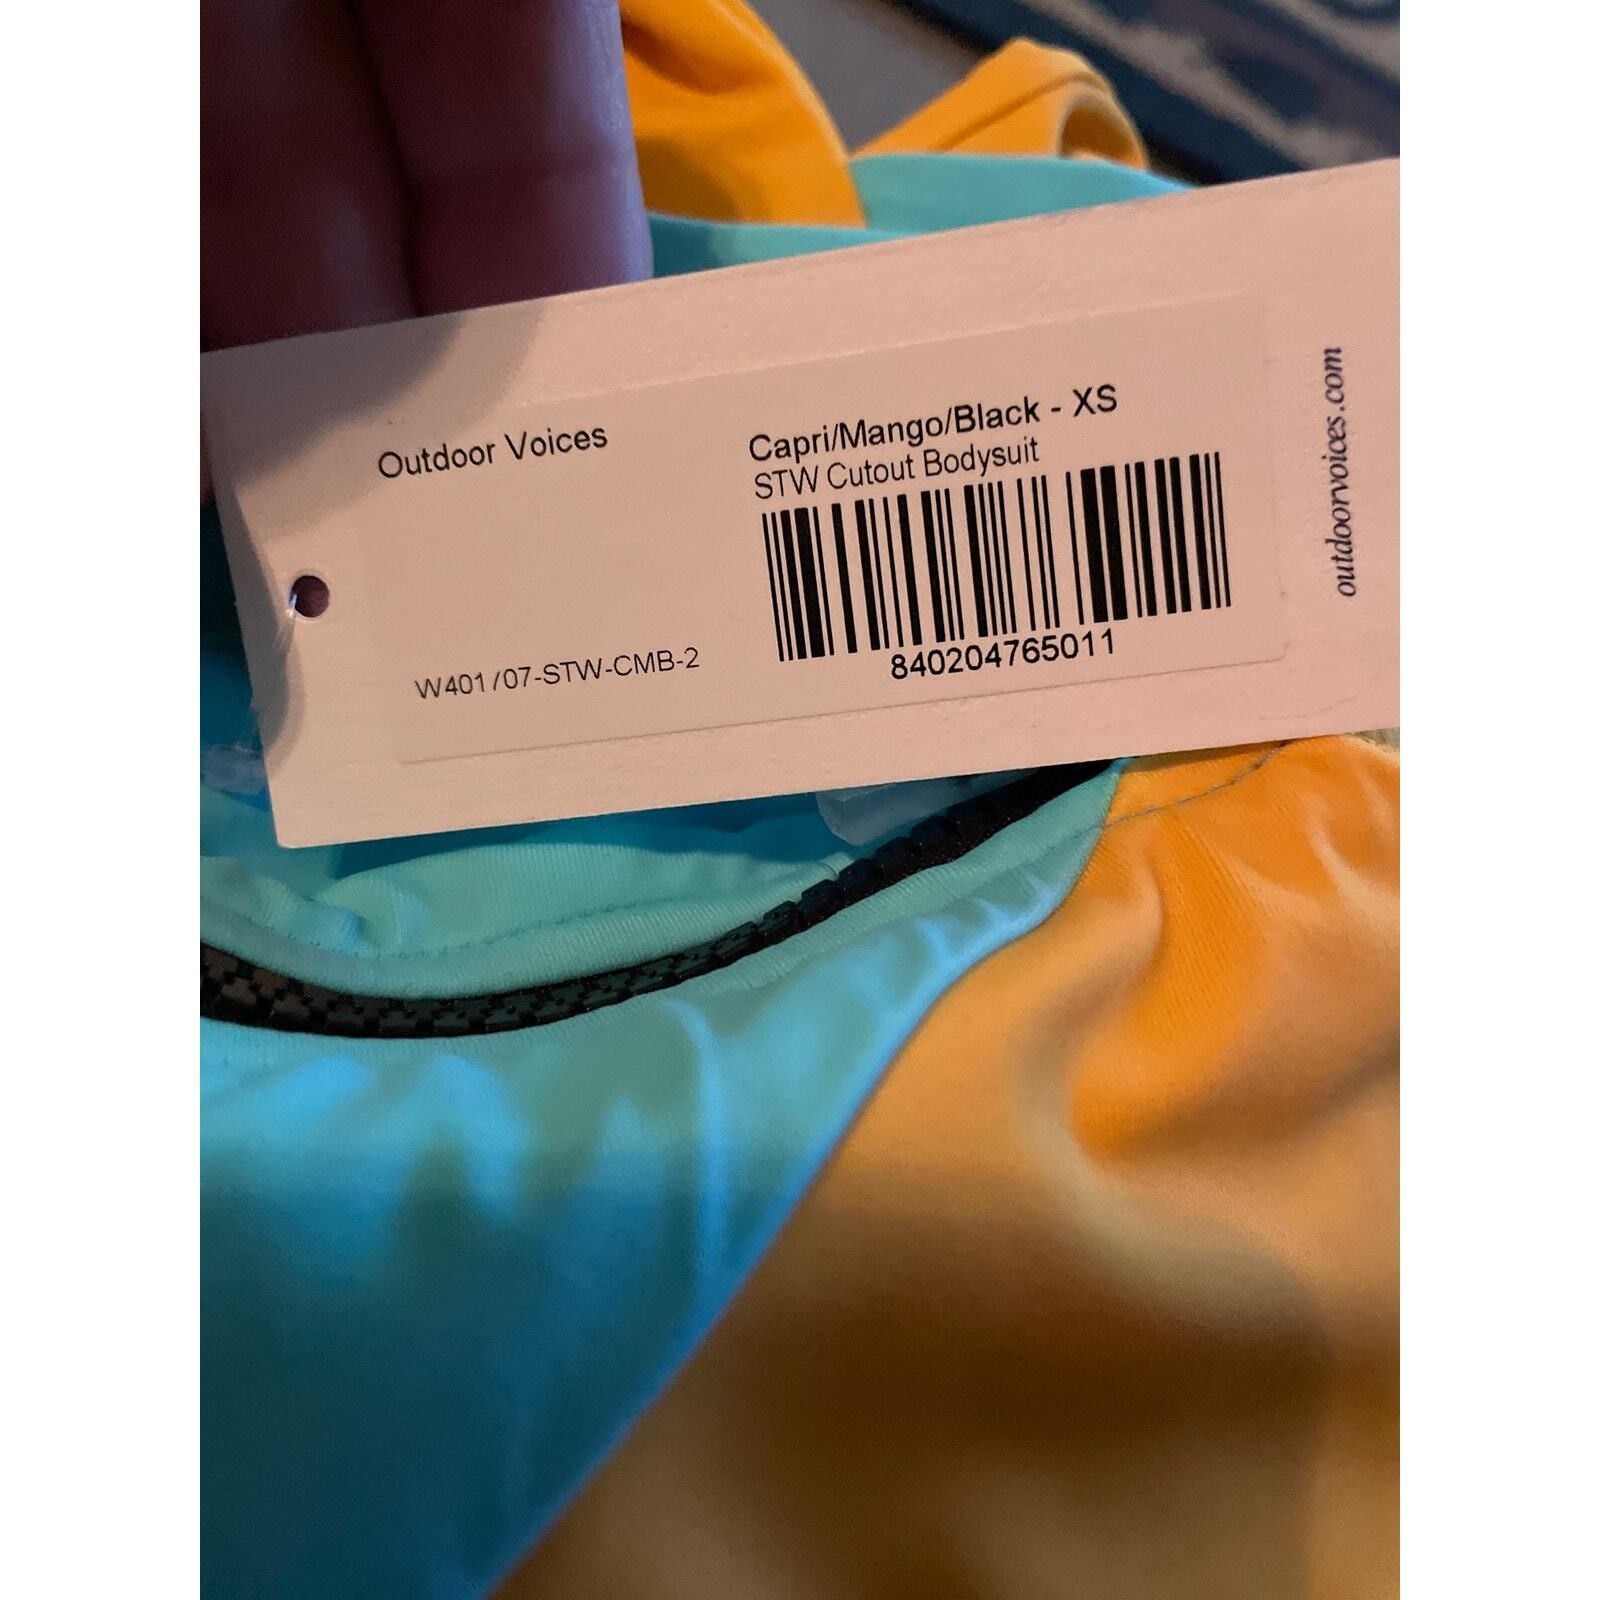 Outdoor Voices
Capri/Mango/Black - XS
STW Cutout Bodysuit
840204765011
W401/07-STW-CMB-2
outdoorvoices.com